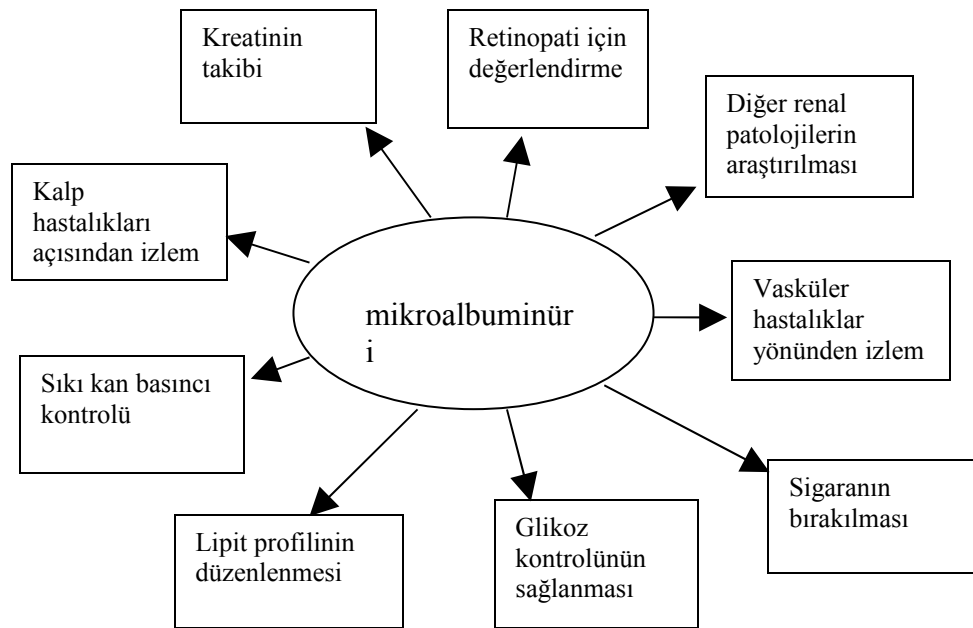 Kreatinin
takibi
Retinopati için
değerlendirme
Diğer renal
patolojilerin
araştırılması
Kalp
hastalıkları
açısından izlem
mikroalbuminür
i
Vasküler
hastalıklar
yönünden izlem
Sıkı kan basıncı
kontrolü
Sigaranın
bırakılması
Lipit profilinin
düzenlenmesi
Glikoz
kontrolünün
sağlanması